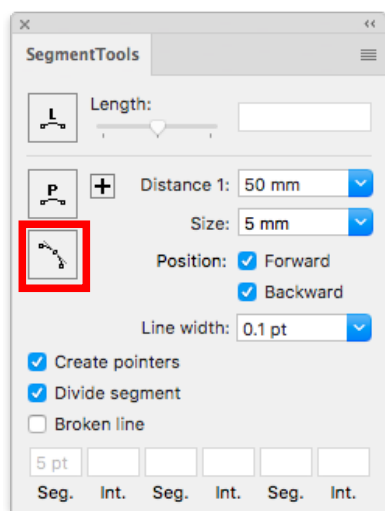 SegmentTools
L
Length:
P
Distance 1: 50 mm
Size: 5 mm
Position: Forward
Backward
Line width: 0.1 pt
Create pointers
Divide segment
Broken line
5 pt
Seg. Int. Seg. Int. Seg. Int.